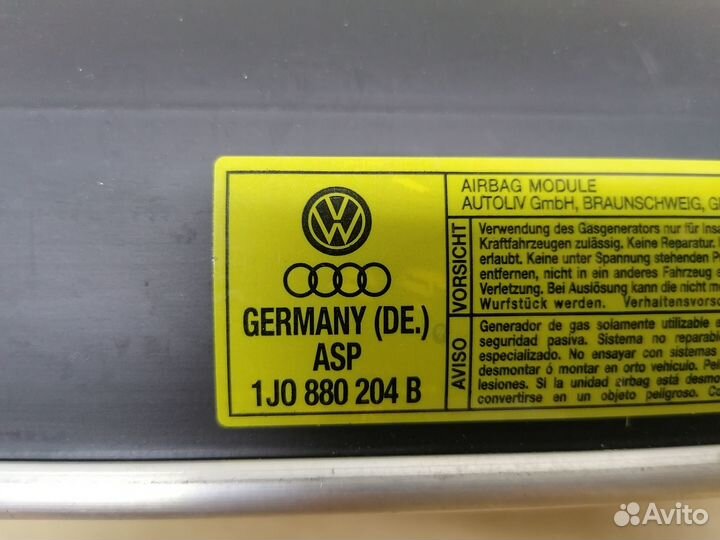 VW
GERMANY (DE.)
ASP
1J0 880 204 B
AIRBAG MODULE
AUTOLIV GmbH, BRAUNSCHWEIG,
VORSICHT
Verwendung des Gasgenerators nur für
Kraftfahrzeugen zulässig. Keine Reparatur.
erlaubt. Keine unter Spannung stehenden
entfernen, nicht in ein anderes Fahrzeug
Verletzung. Bei Auslösung kann die nicht
Wurfstück werden.
AVISO
Generador de gas solamente utilizable
seguridad pasiva. Sistema no
especializado. No ensayar con sistemas
desmontar ó montar en orto vehículo.
lesiones. Si la unidad airbag está
convertirse en un objeto peligroso.
Avito